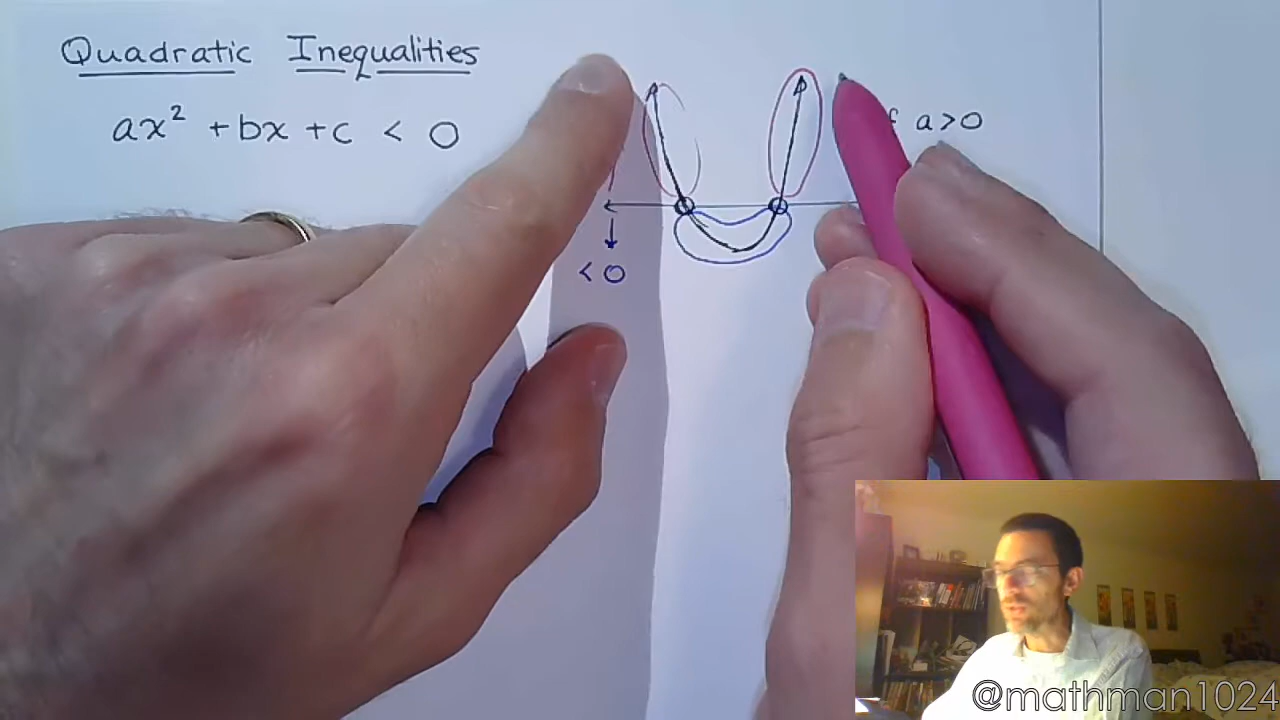 Quadratic Inequalities
ax² + bx + c < 0
a>0
< 0
@mathman1024